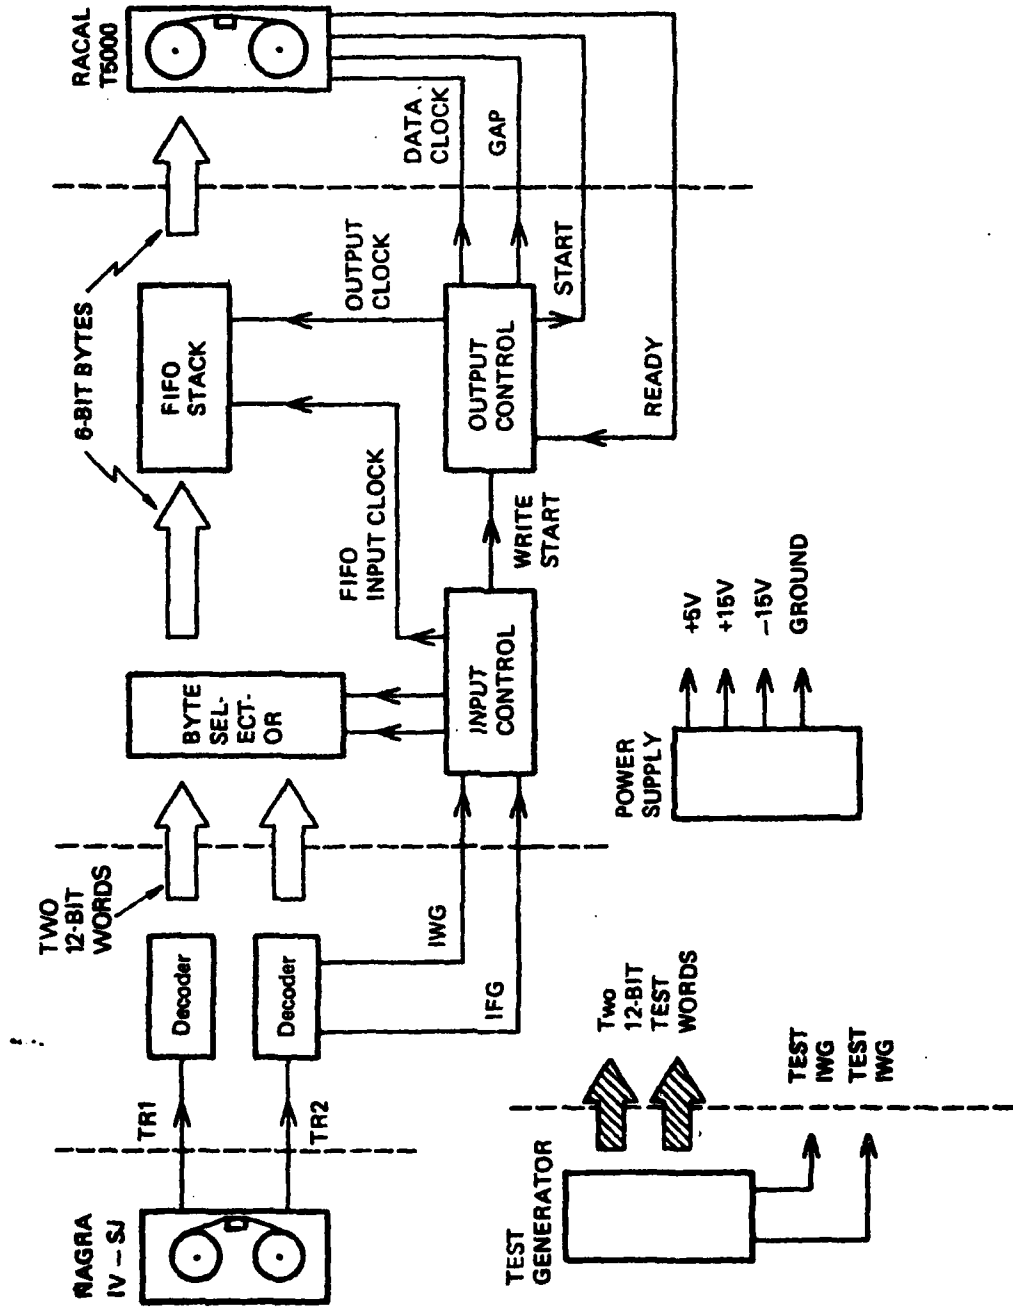 NAGRA
IV – SJ
TR1
TR2
Decoder
Decoder
TWO
12-BIT
WORDS
IWG
IFG
BYTE
SEL-
ECT-
OR
INPUT
CONTROL
FIFO
INPUT CLOCK
WRITE
START
6-BIT BYTES
FIFO
STACK
OUTPUT
CLOCK
OUTPUT
CONTROL
START
READY
DATA
CLOCK
GAP
RACAL
T5000
TEST
GENERATOR
Two
12-BIT
TEST
WORDS
TEST
IWG
TEST
IWG
POWER
SUPPLY
+5V
+15V
–15V
GROUND